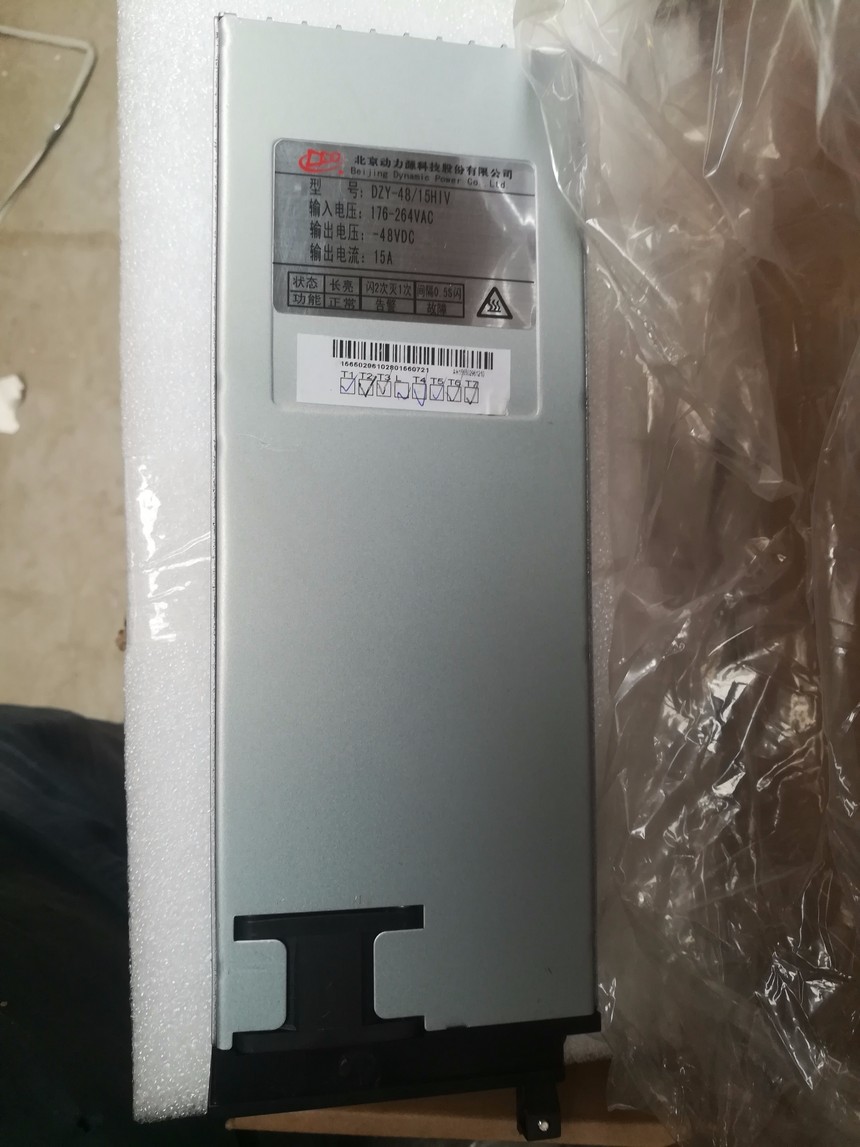 北京动力源科技股份有限公司
Beijing Dynamic Power Co .Ltd
型 号: DZY-48/15HIV
输入电压: 176-264VAC
输出电压: -48VDC
输出电流: 15A
状态 长亮 闪2次灭1次 间隔0.5S闪
功能 正常 告警 故障
16660296102801660721
T1 T2 T3 L T4 T5 T6 T7